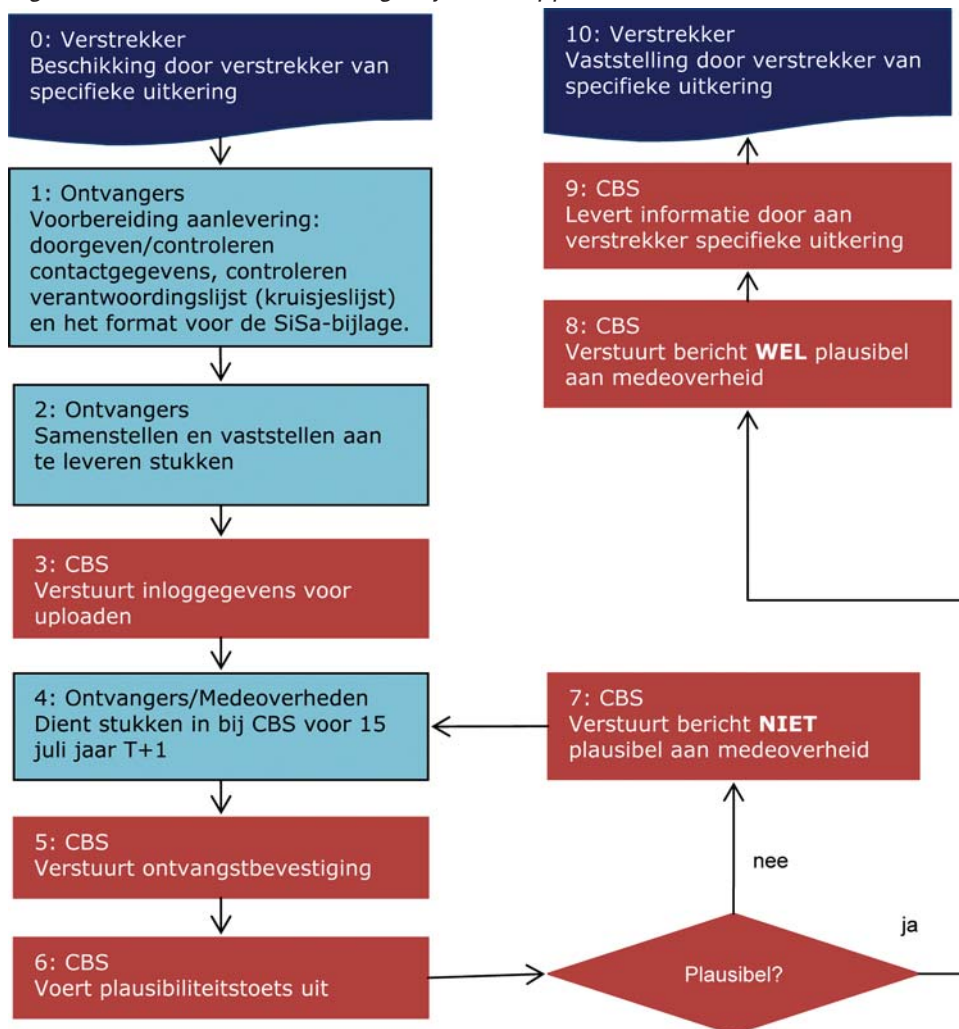 0: Verstrekker
Beschikking door verstrekker van
specifieke uitkering
1: Ontvangers
Voorbereiding aanlevering:
doorgeven/controleren
contactgegevens, controleren
verantwoordingslijst (kruisjeslijst)
en het format voor de SiSa-bijlage.
2: Ontvangers
Samenstellen en vaststellen aan
te leveren stukken
3: CBS
Verstuurt inloggegevens voor
uploaden
4: Ontvangers/Medeoverheden
Dient stukken in bij CBS voor 15
juli jaar T+1
5: CBS
Verstuurt ontvangstbevestiging
6: CBS
Voert plausibiliteitstoets uit
Plausibel?
nee
ja
7: CBS
Verstuurt bericht NIET
plausibel aan medeoverheid
8: CBS
Verstuurt bericht WEL plausibel
aan medeoverheid
9: CBS
Levert informatie door aan
verstrekker specifieke uitkering
10: Verstrekker
Vaststelling door verstrekker van
specifieke uitkering